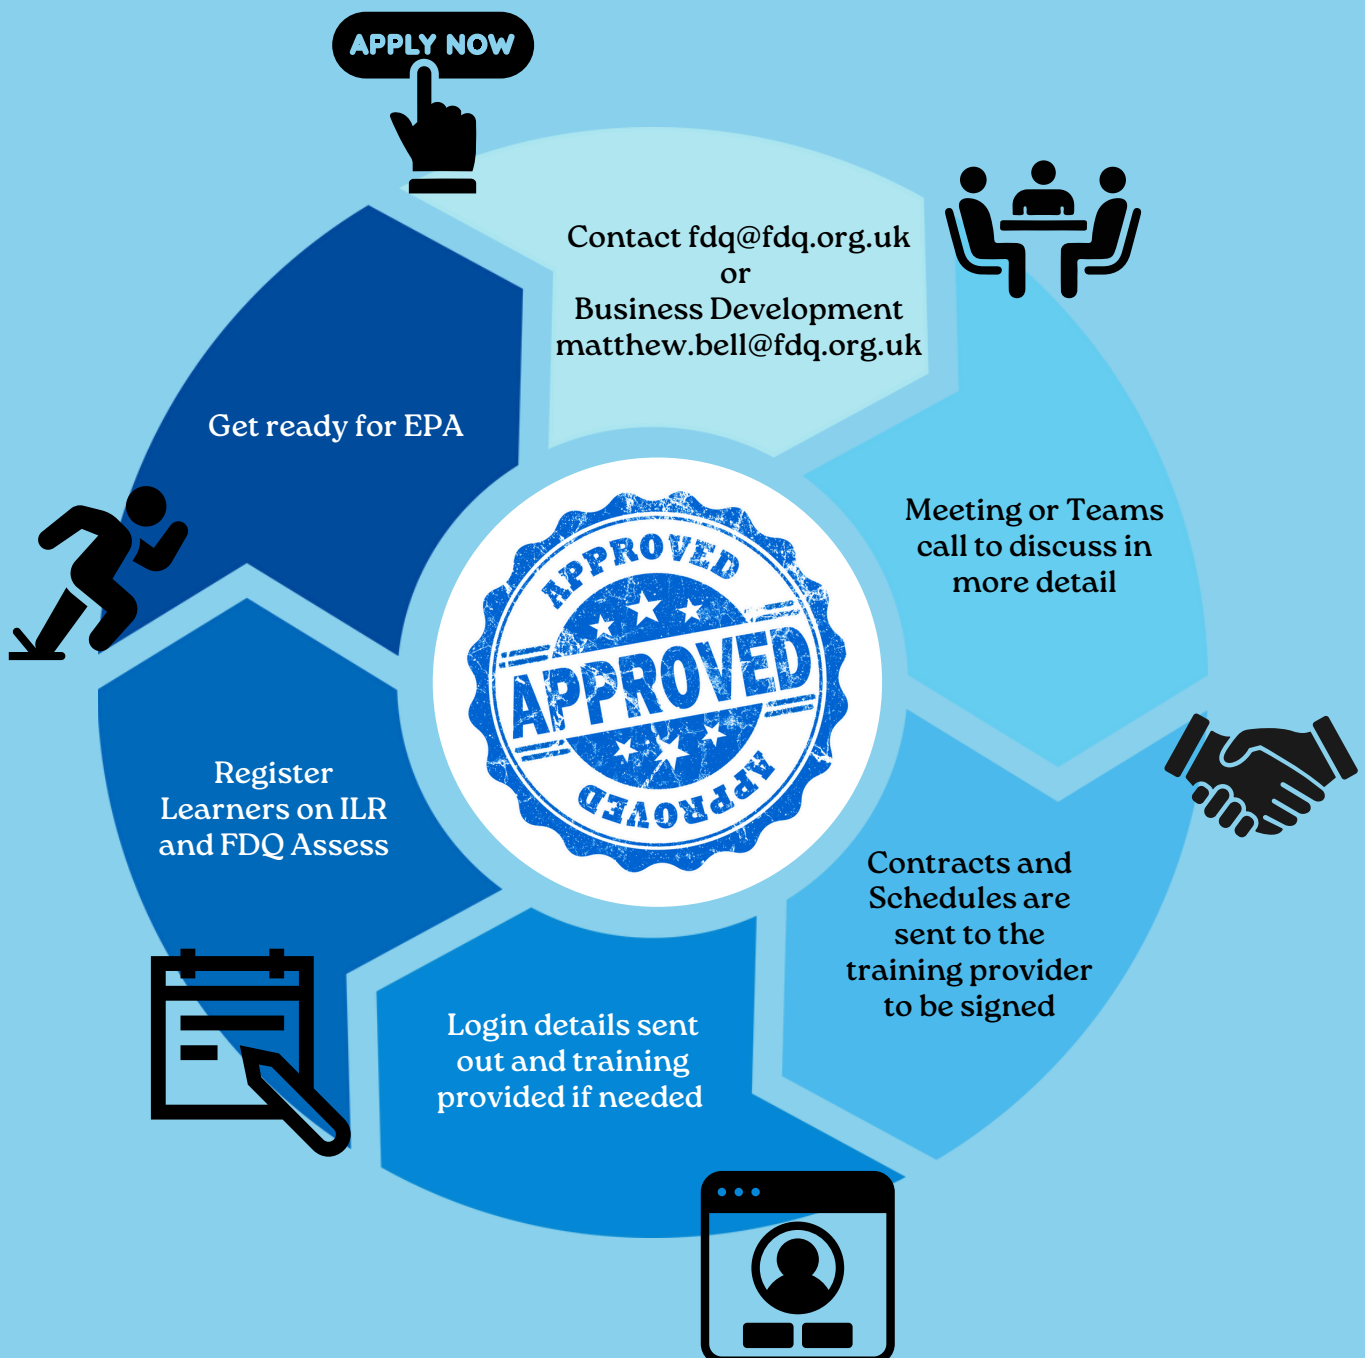 APPLY NOW
Contact fdq@fdq.org.uk
or
Business Development
matthew.bell@fdq.org.uk
Meeting or Teams
call to discuss in
more detail
Contracts and
Schedules are
sent to the
training provider
to be signed
Login details sent
out and training
provided if needed
Register
Learners on ILR
and FDQ Assess
Get ready for EPA
APPROVED
APPROVED
APPROVED